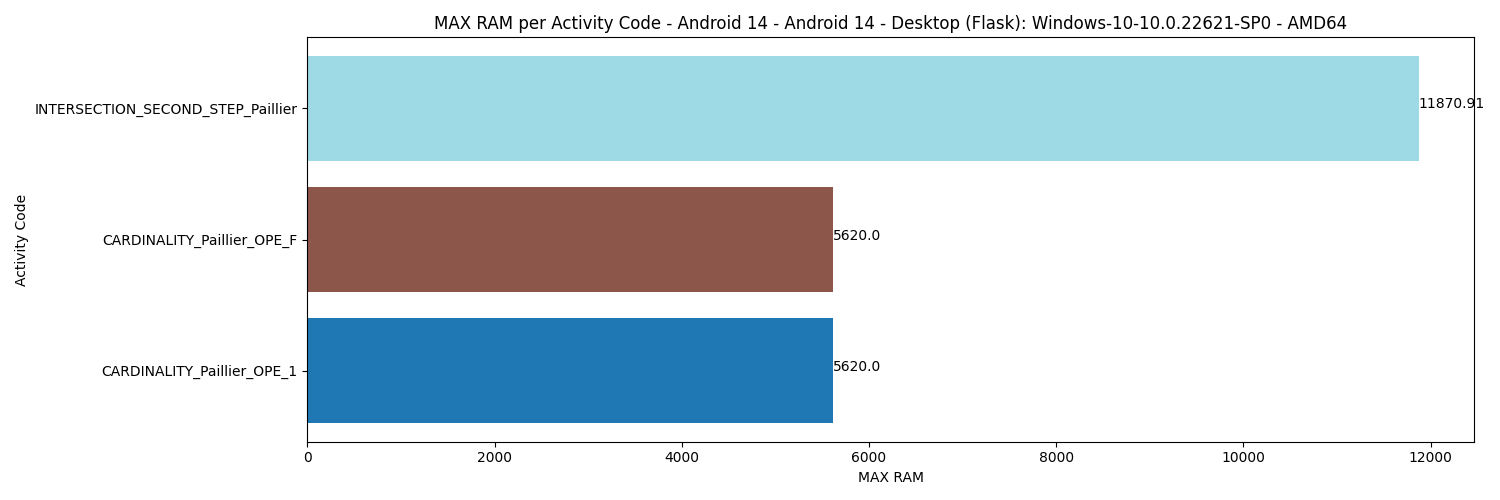 MAX RAM per Activity Code - Android 14 - Android 14 - Desktop (Flask): Windows-10-10.0.22621-SP0 - AMD64
INTERSECTION_SECOND_STEP_Paillier
11870.91
CARDINALITY_Paillier_OPE_F
5620.0
CARDINALITY_Paillier_OPE_1
5620.0
Activity Code
0 2000 4000 6000 8000 10000 12000
MAX RAM